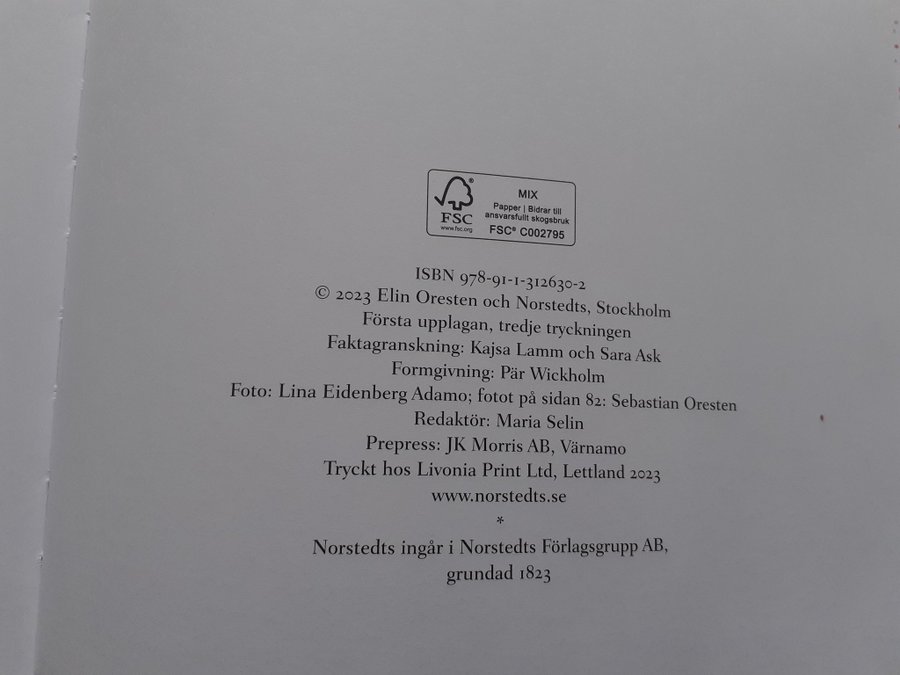 FSC®
www.fsc.org
MIX
Papper | Bidrar till
ansvarsfullt skogsbruk
FSC® C002795
ISBN 978-91-1-312630-2
© 2023 Elin Oresten och Norstedts, Stockholm
Första upplagan, tredje tryckningen
Faktagranskning: Kajsa Lamm och Sara Ask
Formgivning: Pär Wickholm
Foto: Lina Eidenberg Adamo; fotot på sidan 82: Sebastian Oresten
Redaktör: Maria Selin
Prepress: JK Morris AB, Värnamo
Tryckt hos Livonia Print Ltd, Lettland 2023
www.norstedts.se
*
Norstedts ingår i Norstedts Förlagsgrupp AB,
grundad 1823